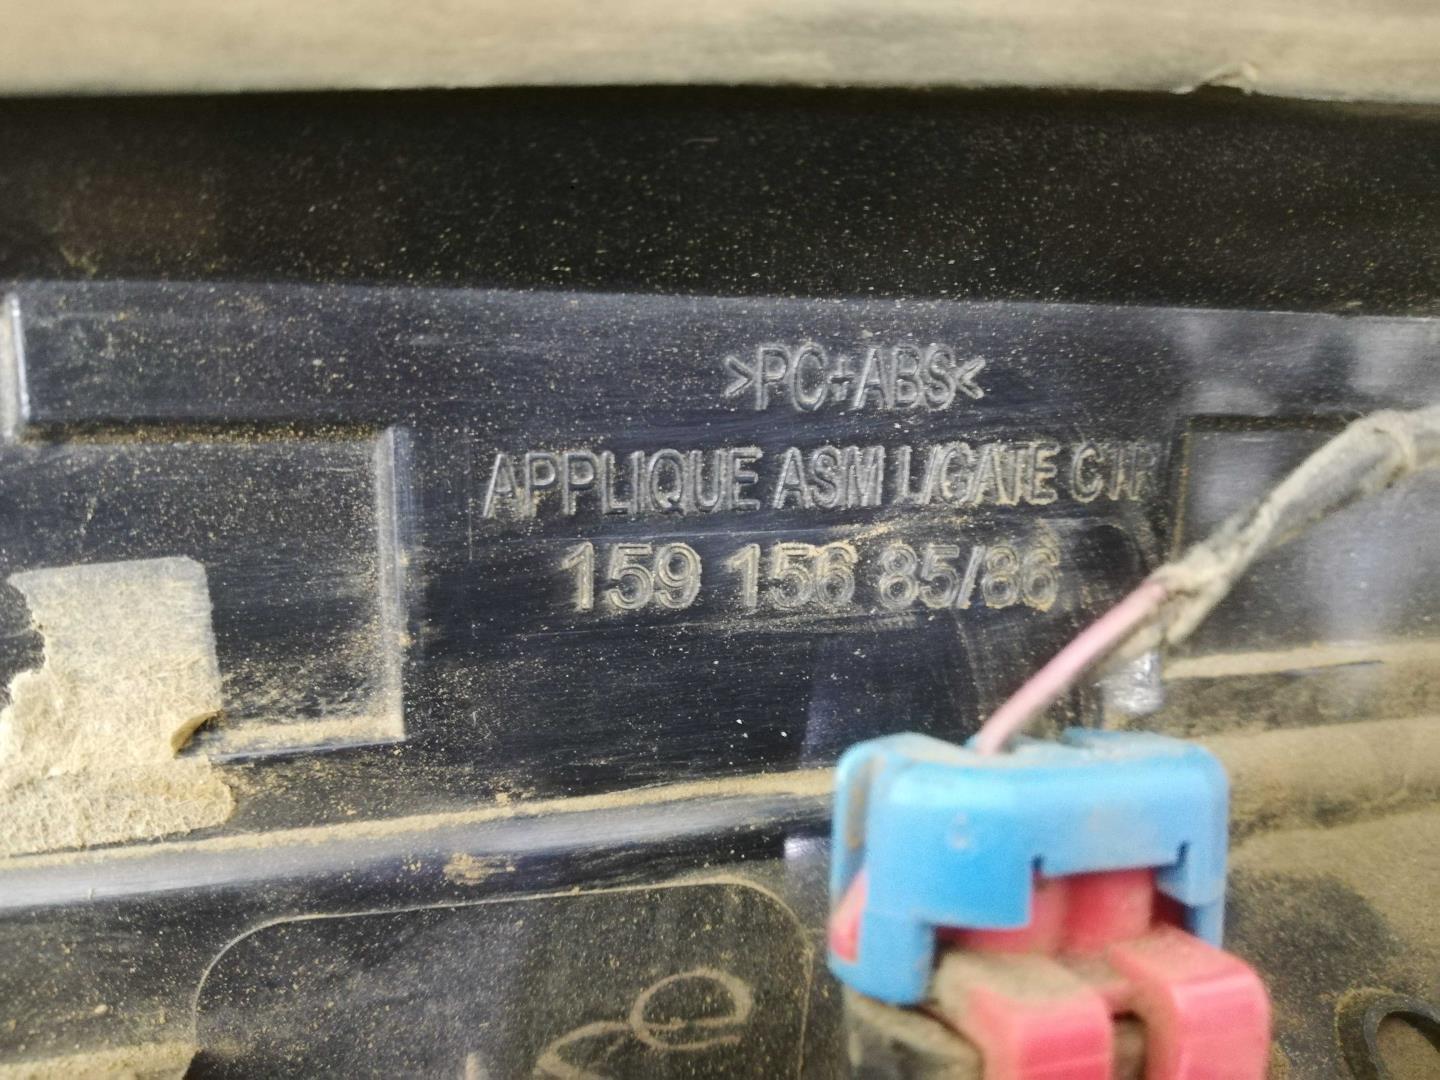 >PC+ABS<
APPLIQUE ASM L/GATE CTR
159 156 85/86